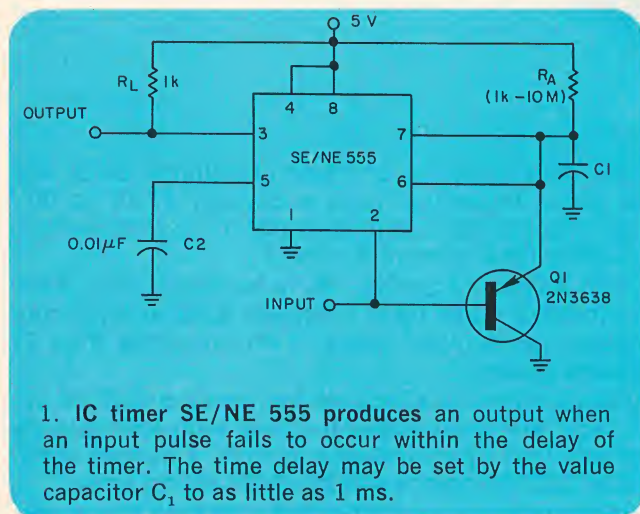 5 V
R_L 1k
R_A
(1k-10M)
OUTPUT
4 8
3 7
SE/NE 555
5 6
1 2
C1
0.01μF C2
INPUT
Q1
2N3638
1. IC timer SE/NE 555 produces an output when
an input pulse fails to occur within the delay of
the timer. The time delay may be set by the value
capacitor C₁ to as little as 1 ms.